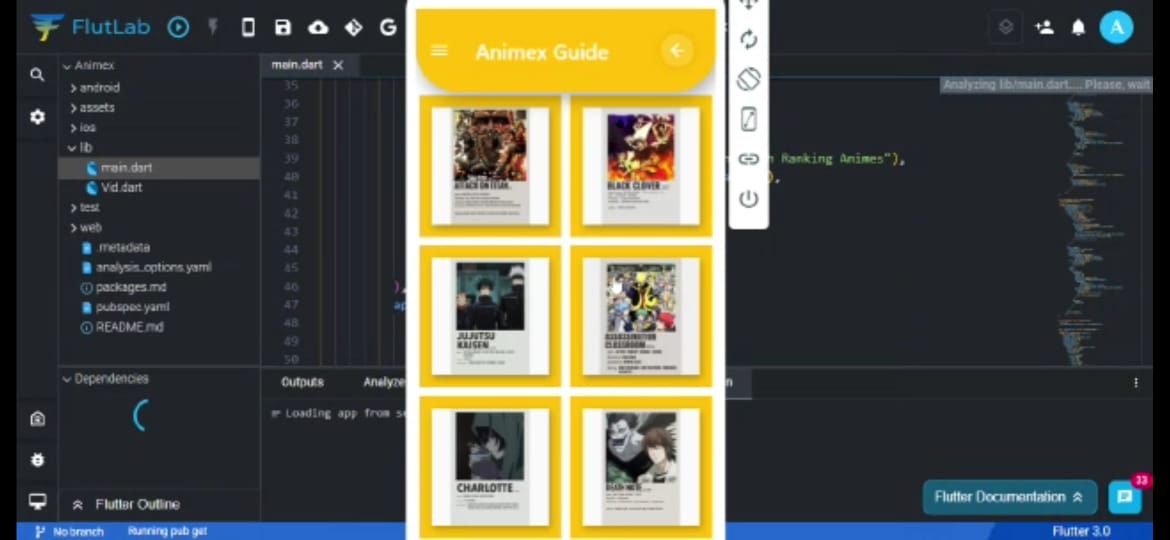 FlutLab
A
Animex
android
assets
ios
lib
main.dart
Vid.dart
test
web
.metadata
analysis_options.yaml
packages.md
pubspec.yaml
README.md
Dependencies
Flutter Outline
No branch
Running pub get
main.dart
35
36
37
38
39
40
41
42
43
44
45
46
47
48
49
50
),
ap
Ranking Animes"),
),
Analyzing lib/main.dart.... Please, wait
Outputs
Analyze
Loading app from se
Animex Guide
ATTACK ON TITAN
BLACK CLOVER
JUJUTSU
KAISEN
ASSASSINATION
CLASSROOM
CHARLOTTE
DEATH NOTE
Flutter Documentation
33
Flutter 3.0